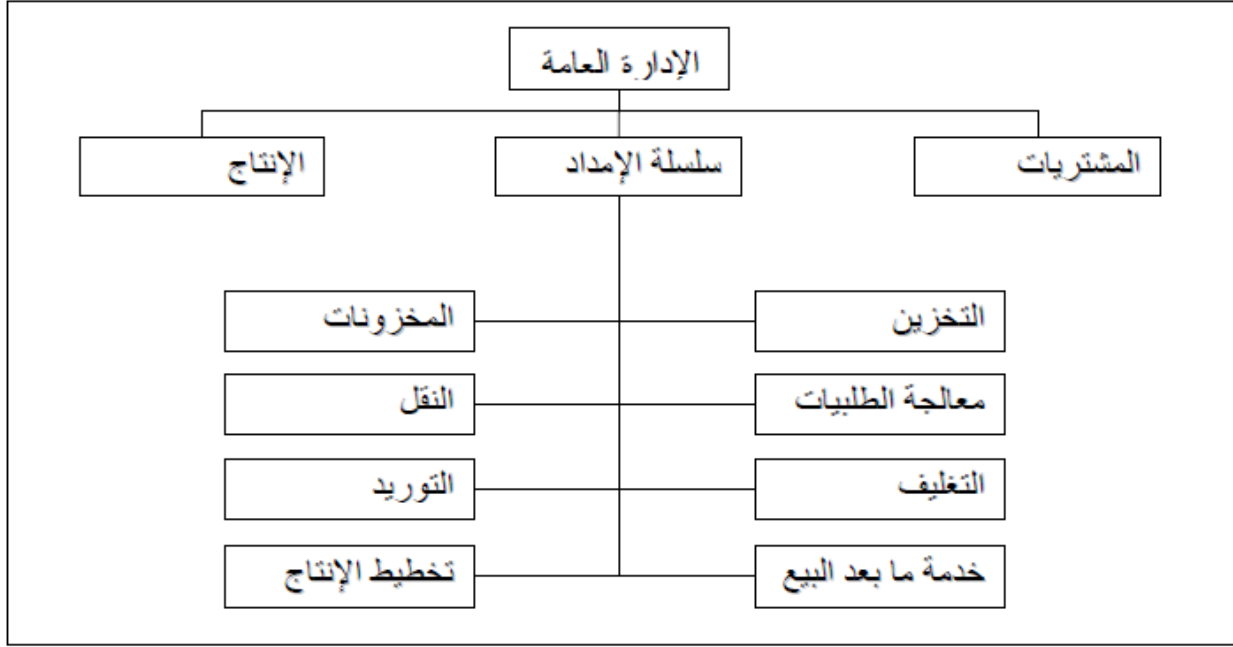 الإدارة العامة
المشتريات
سلسلة الإمداد
الإنتاج
التخزين
المخزونات
معالجة الطلبيات
النقل
التغليف
التوريد
خدمة ما بعد البيع
تخطيط الإنتاج